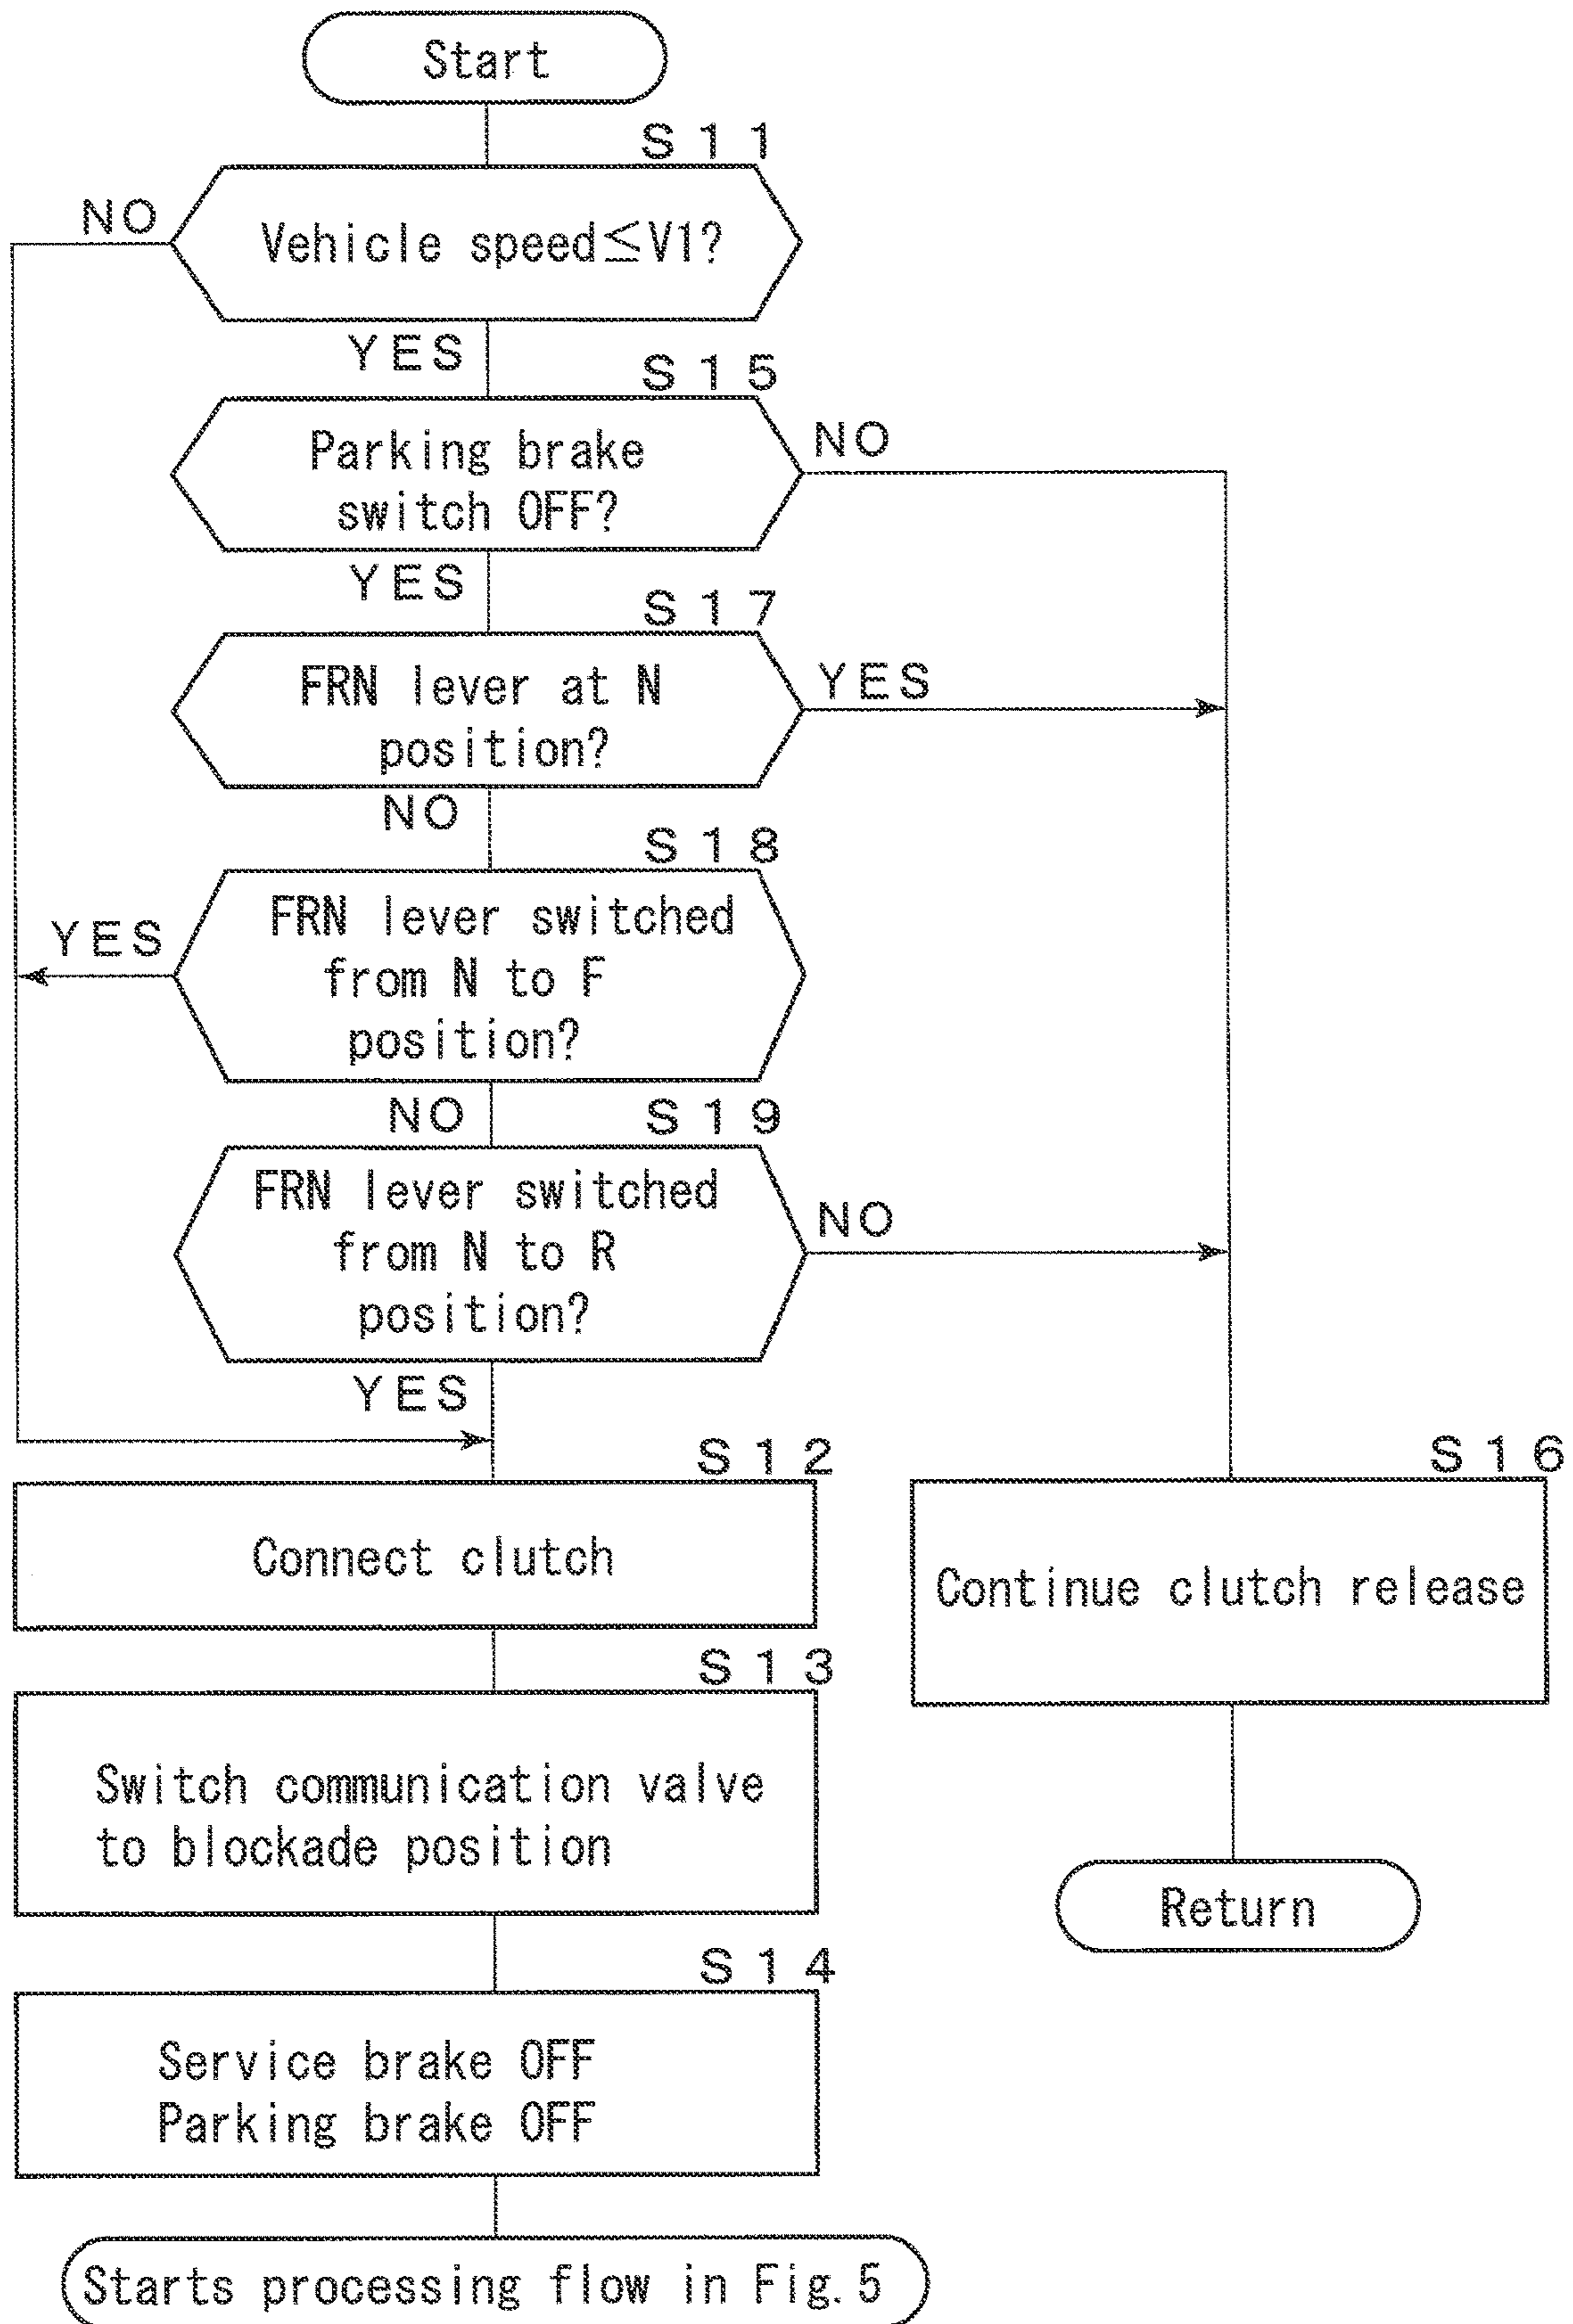 Start
S11
NO
Vehicle speed≦V1?
YES
S15
Parking brake
switch OFF?
NO
YES
S17
FRN lever at N
position?
YES
NO
S18
FRN lever switched
from N to F
position?
YES
NO
S19
FRN lever switched
from N to R
position?
NO
YES
S12
Connect clutch
S16
Continue clutch release
S13
Switch communication valve
to blockade position
Return
S14
Service brake OFF
Parking brake OFF
Starts processing flow in Fig.5